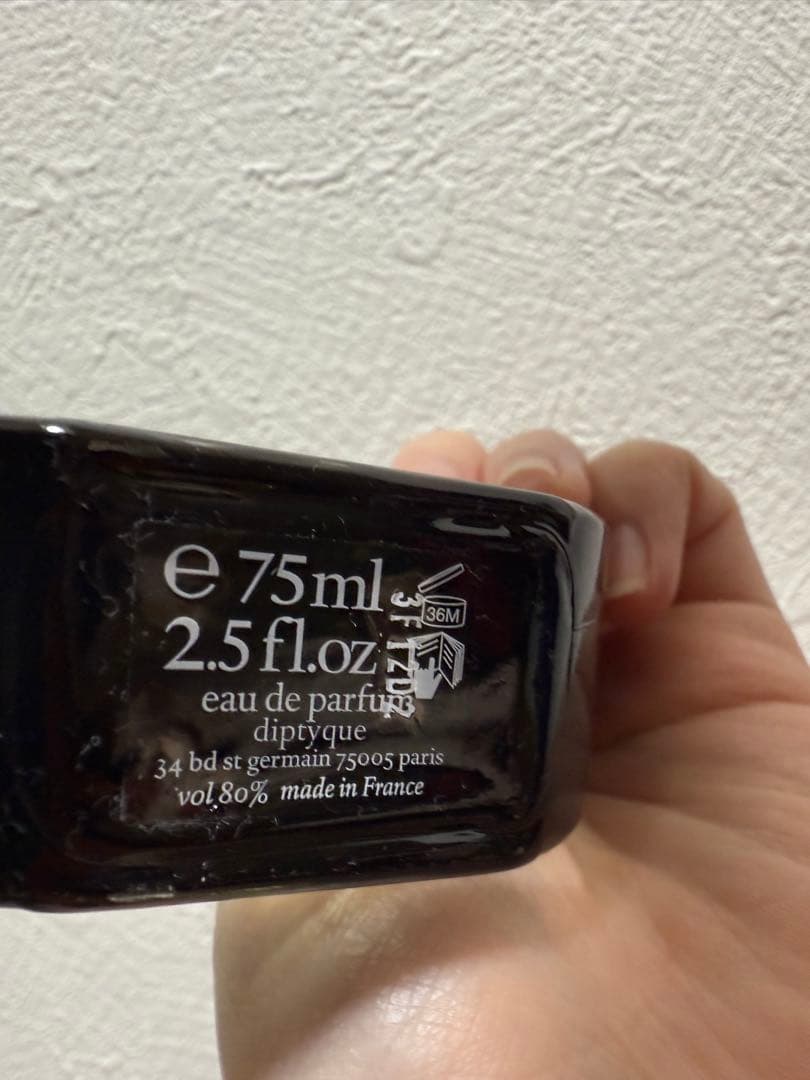 e 75ml
2.5 fl.oz
eau de parfum
diptyque
34 bd st germain 75005 paris
vol 80% made in France
36M